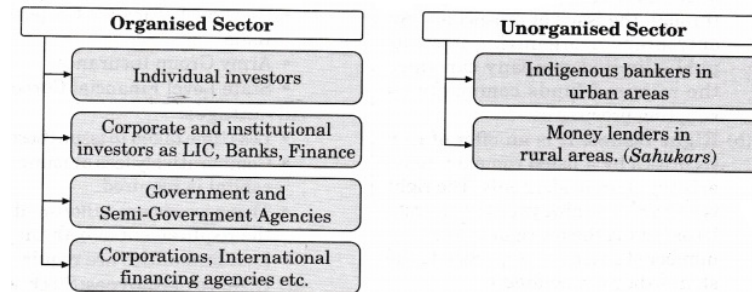 Organised Sector
Individual investors
Corporate and institutional
investors as LIC, Banks, Finance
Government and
Semi-Government Agencies
Corporations, International
financing agencies etc.
Unorganised Sector
Indigenous bankers in
urban areas
Money lenders in
rural areas. (Sahukars)